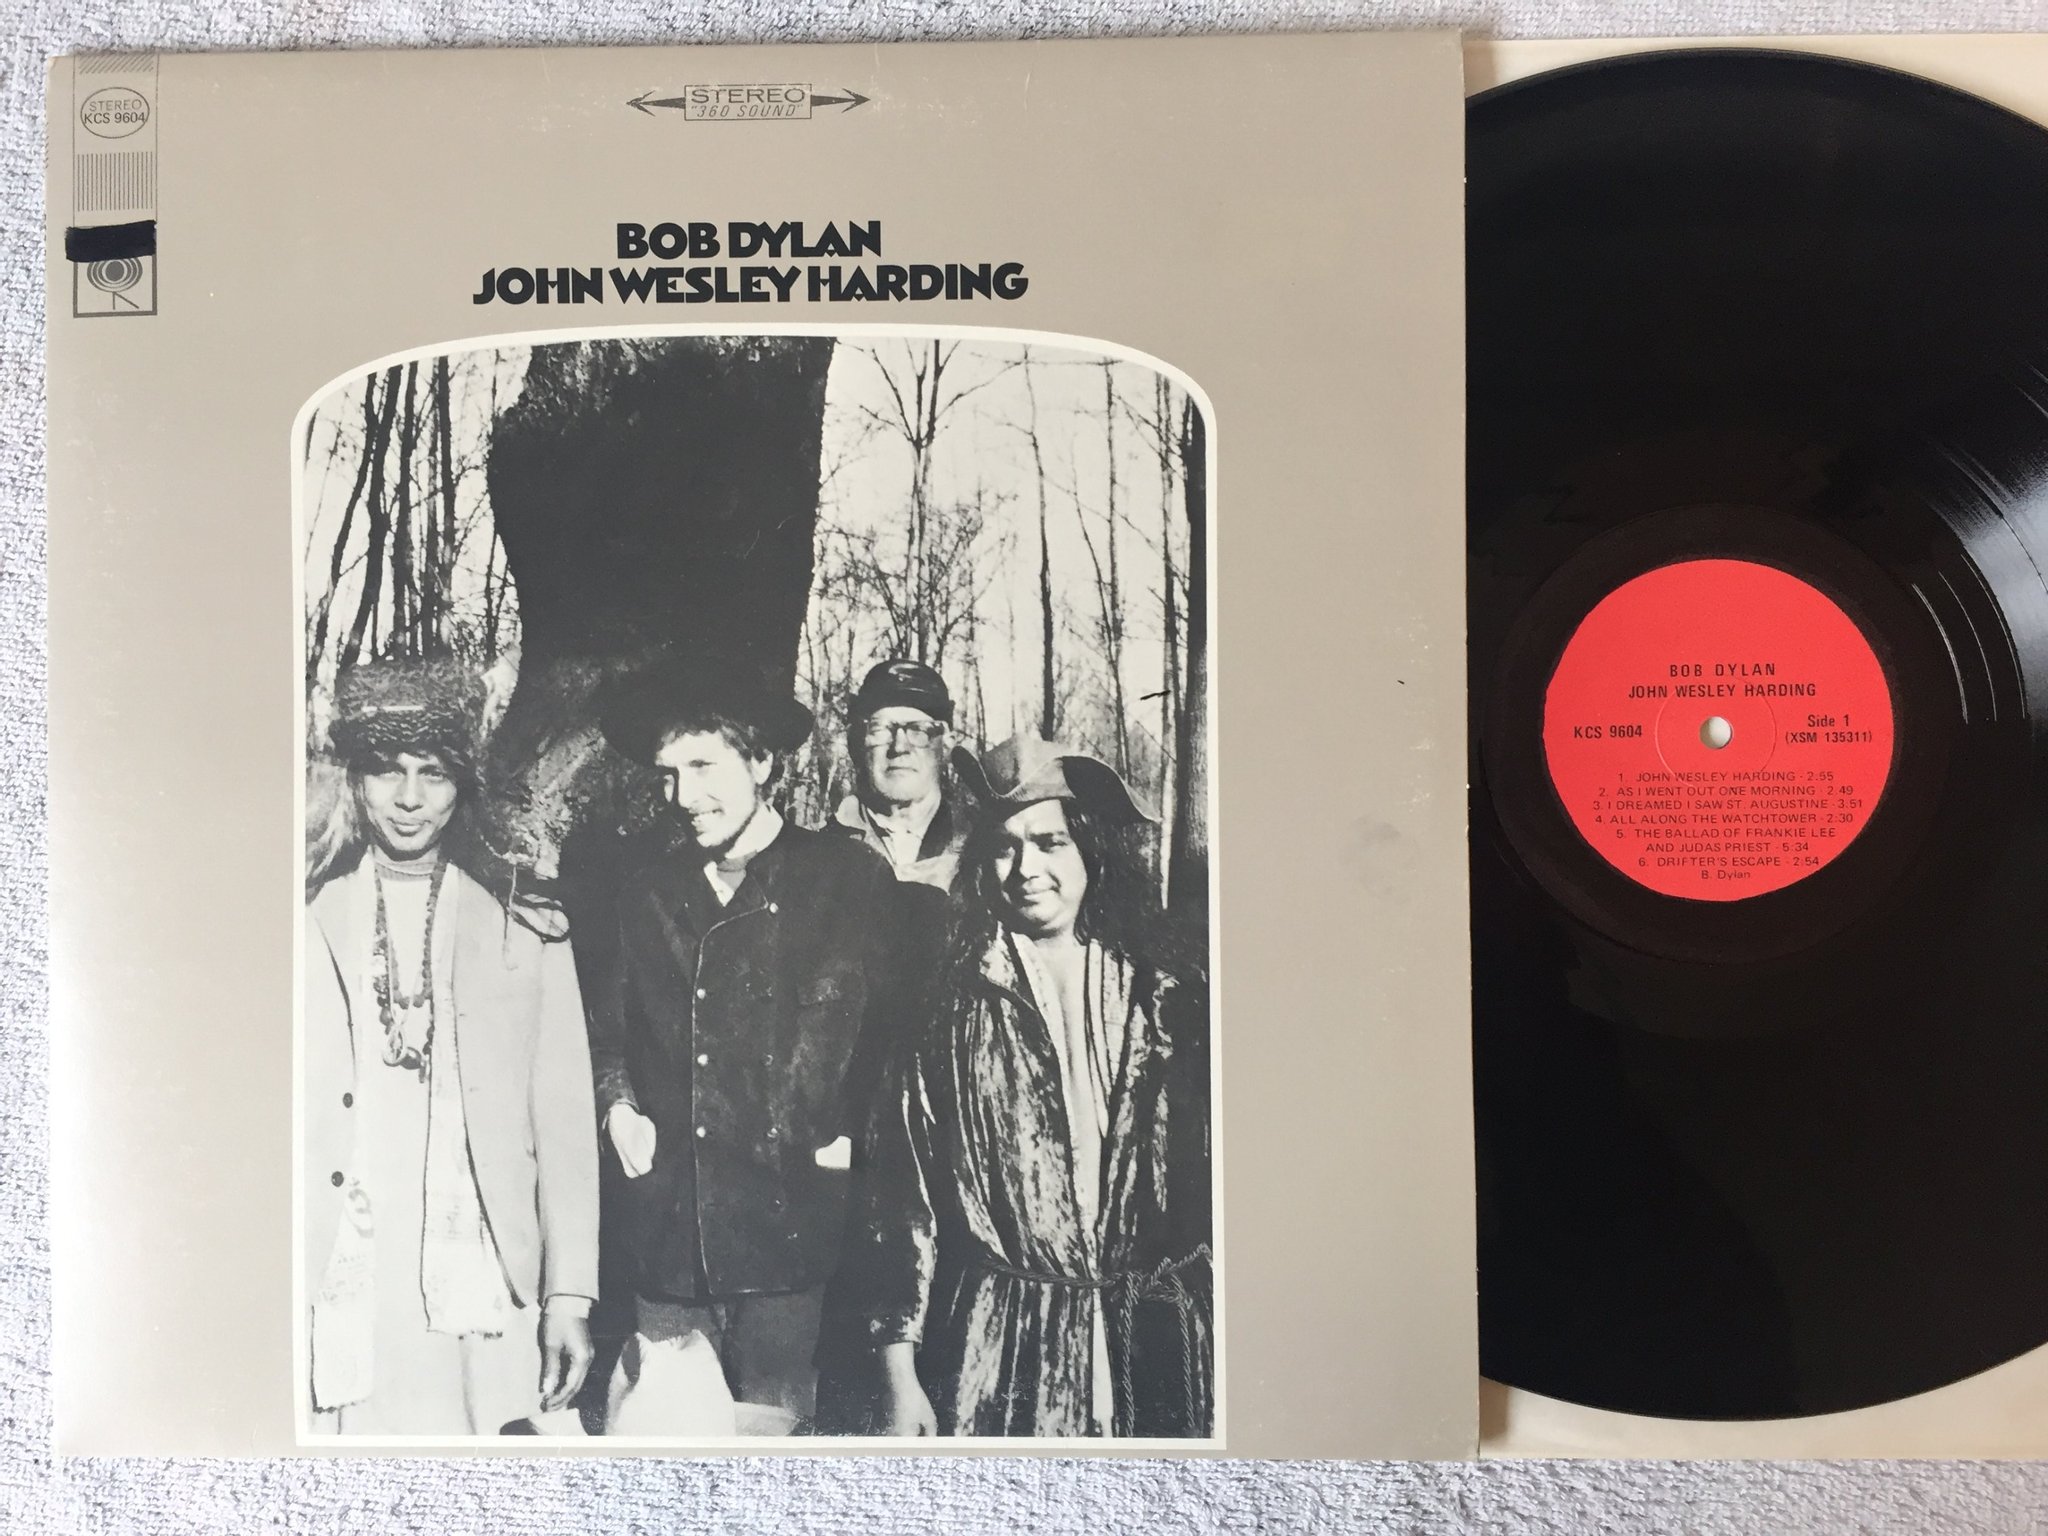 STEREO
KCS 9604
STEREO
"360 SOUND"
BOB DYLAN
JOHN WESLEY HARDING
BOB DYLAN
JOHN WESLEY HARDING
KCS 9604
Side 1
(XSM 135311)
1. JOHN WESLEY HARDING - 2:55
2. AS I WENT OUT ONE MORNING - 2:49
3. I DREAMED I SAW ST. AUGUSTINE - 3:51
4. ALL ALONG THE WATCHTOWER - 2:30
5. THE BALLAD OF FRANKIE LEE
AND JUDAS PRIEST - 5:34
6. DRIFTER'S ESCAPE - 2:54
B. Dylan